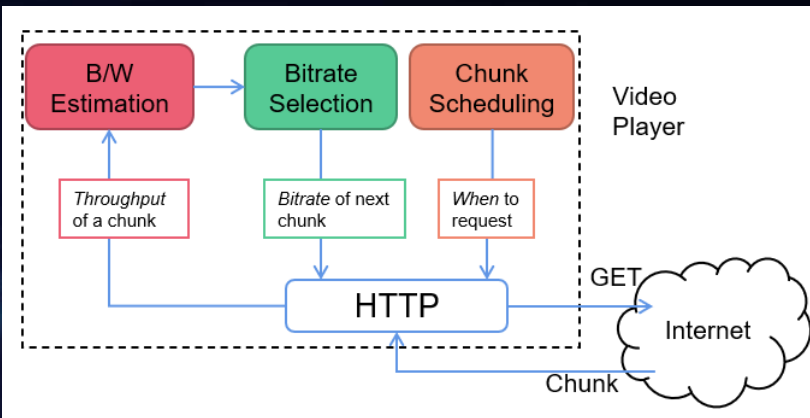 B/W
Estimation
Bitrate
Selection
Chunk
Scheduling
Video
Player
Throughput
of a chunk
Bitrate of next
chunk
When to
request
HTTP
GET
Internet
Chunk